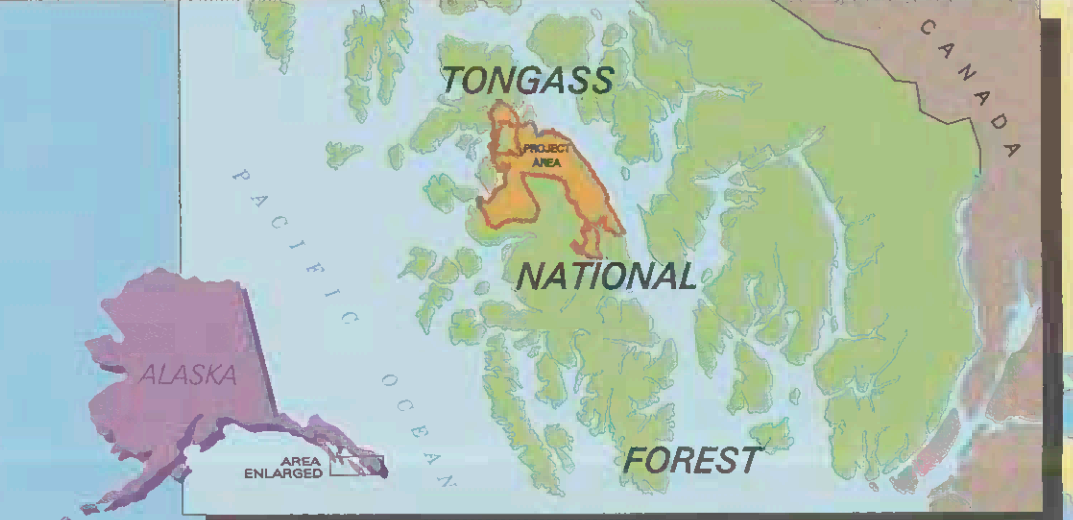 TONGASS
CANADA
PROJECT
AREA
PACIFIC OCEAN
NATIONAL
ALASKA
AREA
ENLARGED
FOREST